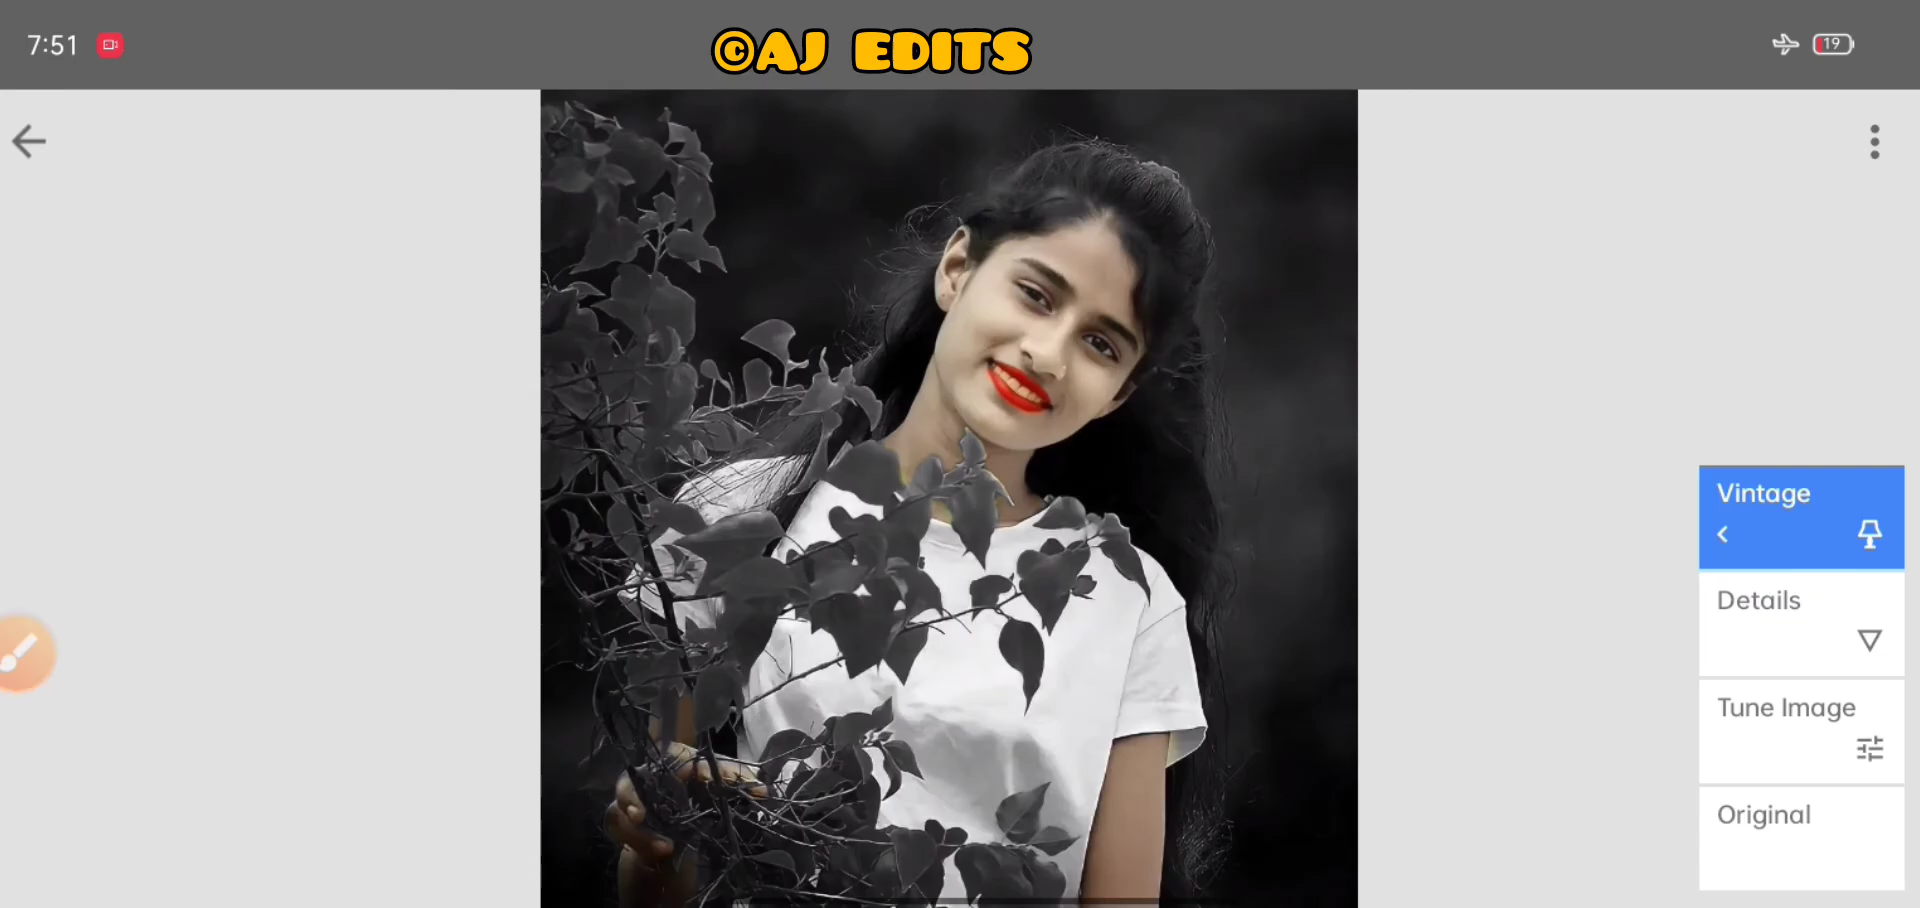 7:51
©AJ EDITS
19
Vintage
Details
Tune Image
Original